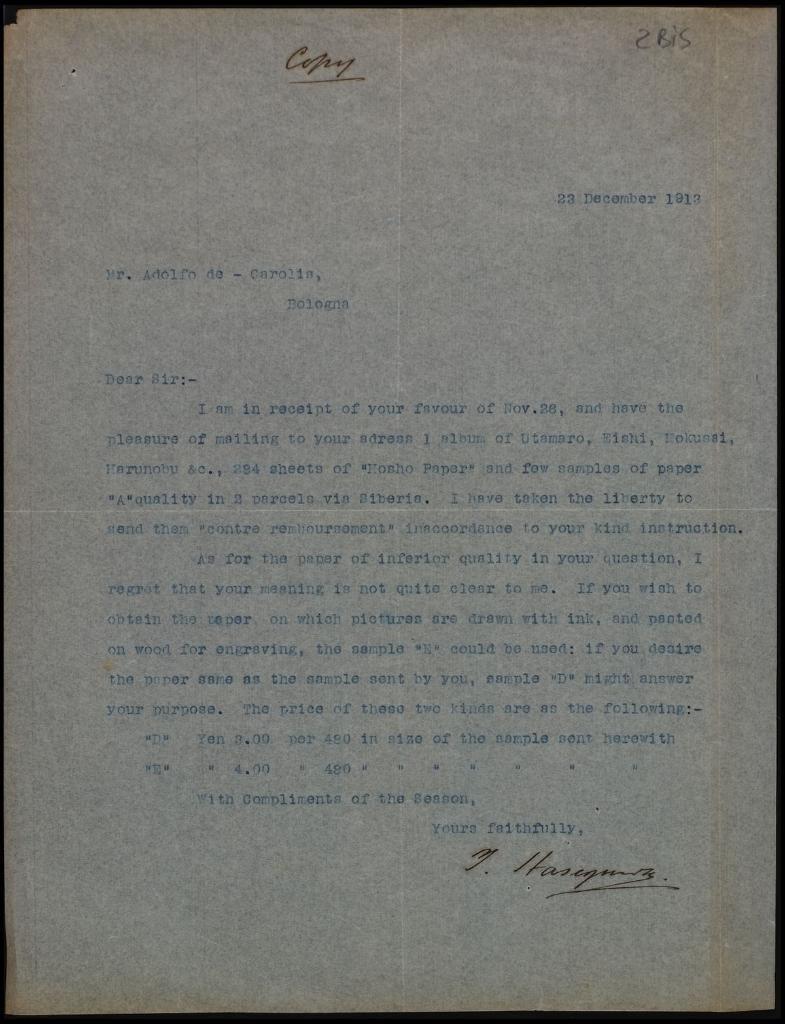 Copy
2 BiS
23 December 1913
Mr. Adolfo de - Carolis,
Bologna
Dear Sir:-
I am in receipt of your favour of Nov.28, and have the
pleasure of mailing to your adress 1 album of Utamaro, Eishi, Hokusai,
Harunobu &c., 294 sheets of "Hosho Paper" and few samples of paper
"A"quality in 2 parcels via Siberia. I have taken the liberty to
send them "contre remboursement" inaccordance to your kind instruction.
As for the paper of inferior quality in your question, I
regret that your meaning is not quite clear to me. If you wish to
obtain the paper on which pictures are drawn with ink, and pasted
on wood for engraving, the sample "E" could be used: if you desire
the paper same as the sample sent by you, sample "D" might answer
your purpose. The price of these two kinds are as the following:-
"D" Yen 3.00 per 480 in size of the sample sent herewith
"E" " 4.00 " 480 " " " " " " "
With Compliments of the Season,
Yours faithfully,
T. Hasegawa.